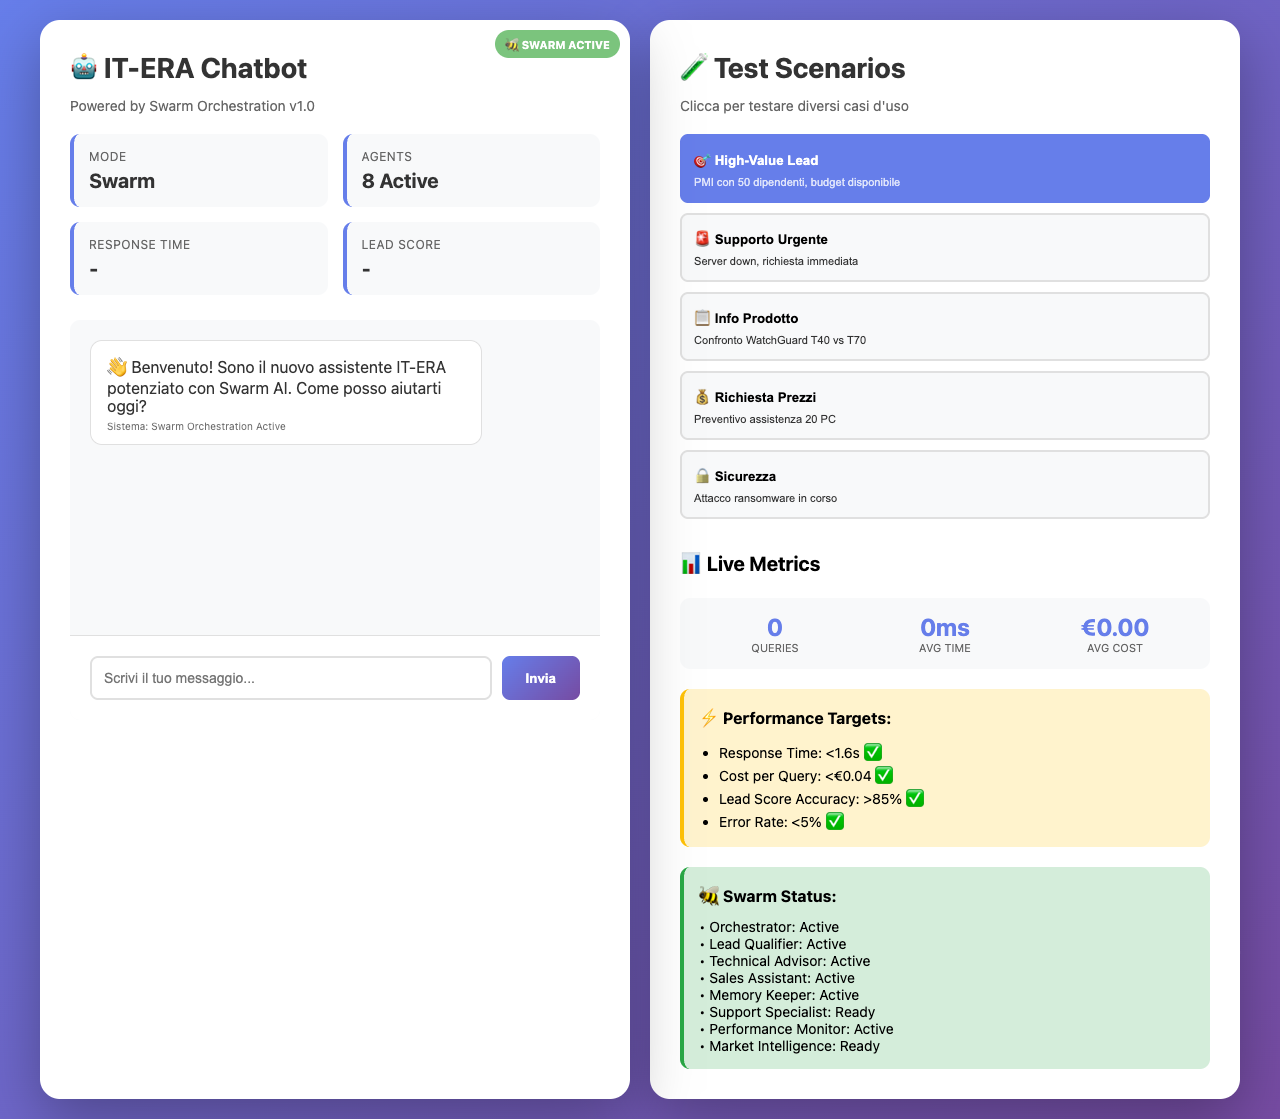 🤖 IT-ERA Chatbot
🐝 SWARM ACTIVE
Powered by Swarm Orchestration v1.0
MODE
Swarm
AGENTS
8 Active
RESPONSE TIME
-
LEAD SCORE
-
👋 Benvenuto! Sono il nuovo assistente IT-ERA
potenziato con Swarm AI. Come posso aiutarti
oggi?
Sistema: Swarm Orchestration Active
Scrivi il tuo messaggio...
Invia
🧪 Test Scenarios
Clicca per testare diversi casi d'uso
🎯 High-Value Lead
PMI con 50 dipendenti, budget disponibile
🚨 Supporto Urgente
Server down, richiesta immediata
📋 Info Prodotto
Confronto WatchGuard T40 vs T70
💰 Richiesta Prezzi
Preventivo assistenza 20 PC
🔒 Sicurezza
Attacco ransomware in corso
📊 Live Metrics
0
QUERIES
0ms
AVG TIME
€0.00
AVG COST
⚡ Performance Targets:
• Response Time: <1.6s ✅
• Cost per Query: <€0.04 ✅
• Lead Score Accuracy: >85% ✅
• Error Rate: <5% ✅
🐝 Swarm Status:
• Orchestrator: Active
• Lead Qualifier: Active
• Technical Advisor: Active
• Sales Assistant: Active
• Memory Keeper: Active
• Support Specialist: Ready
• Performance Monitor: Active
• Market Intelligence: Ready